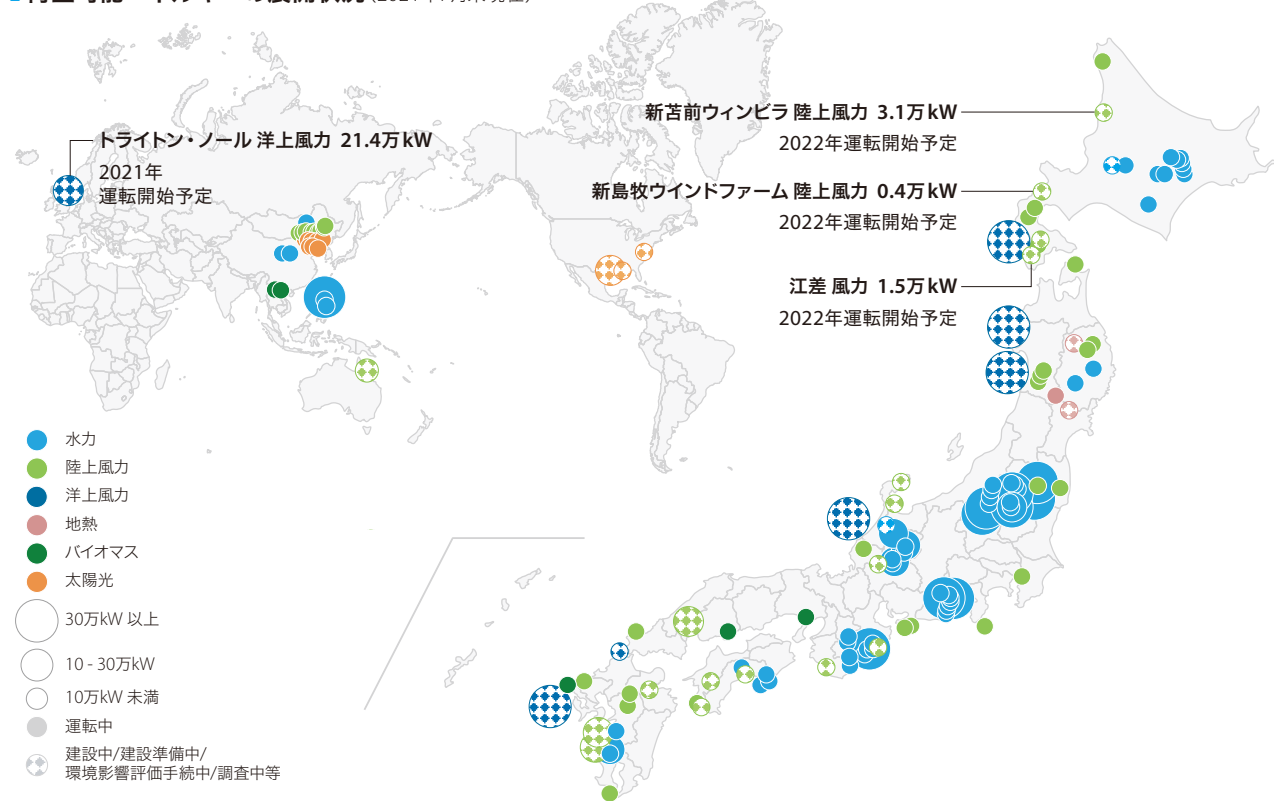 新苫前ウィンビラ 陸上風力 3.1万kW
2022年運転開始予定
トライトン・ノール 洋上風力 21.4万kW
2021年
運転開始予定
新島牧ウインドファーム 陸上風力 0.4万kW
2022年運転開始予定
江差 風力 1.5万kW
2022年運転開始予定
水力
陸上風力
洋上風力
地熱
バイオマス
太陽光
30万kW 以上
10 - 30万kW
10万kW 未満
運転中
建設中/建設準備中/
環境影響評価手続中/調査中等